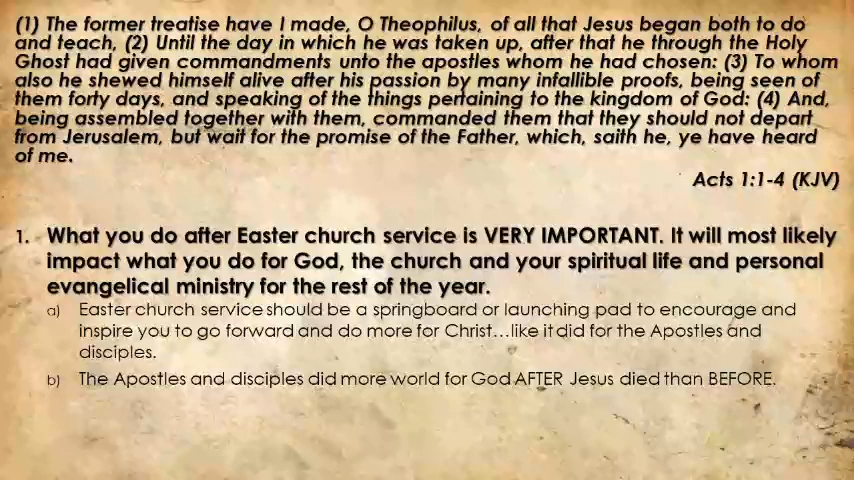 (1) The former treatise have I made, O Theophilus, of all that Jesus began both to do
and teach, (2) Until the day in which he was taken up, after that he through the Holy
Ghost had given commandments unto the apostles whom he had chosen: (3) To whom
also he shewed himself alive after his passion by many infallible proofs, being seen of
them forty days, and speaking of the things pertaining to the kingdom of God: (4) And,
being assembled together with them, commanded them that they should not depart
from Jerusalem, but wait for the promise of the Father, which, saith he, ye have heard
of me.
Acts 1:1-4 (KJV)
1. What you do after Easter church service is VERY IMPORTANT. It will most likely
impact what you do for God, the church and your spiritual life and personal
evangelical ministry for the rest of the year.
a) Easter church service should be a springboard or launching pad to encourage and
inspire you to go forward and do more for Christ...like it did for the Apostles and
disciples.
b) The Apostles and disciples did more world for God AFTER Jesus died than BEFORE.